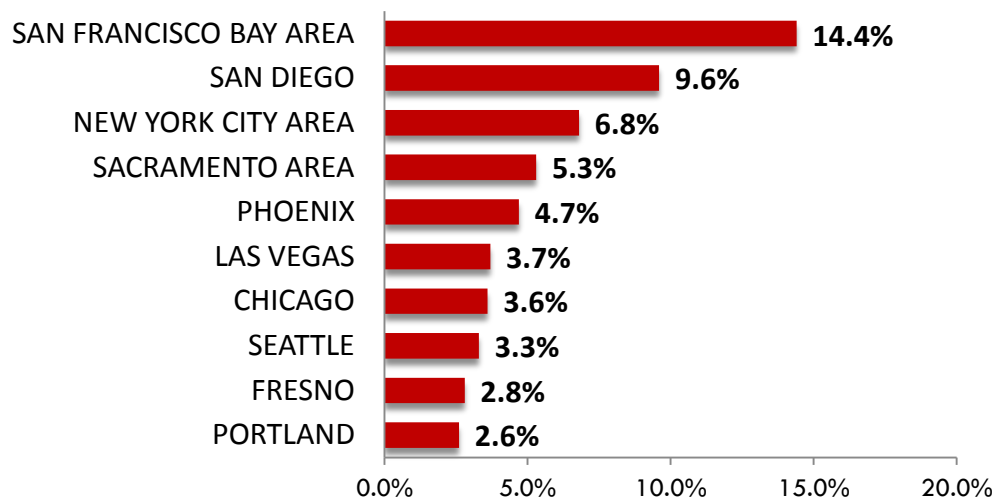 SAN FRANCISCO BAY AREA 14.4%
SAN DIEGO 9.6%
NEW YORK CITY AREA 6.8%
SACRAMENTO AREA 5.3%
PHOENIX 4.7%
LAS VEGAS 3.7%
CHICAGO 3.6%
SEATTLE 3.3%
FRESNO 2.8%
PORTLAND 2.6%
0.0% 5.0% 10.0% 15.0% 20.0%